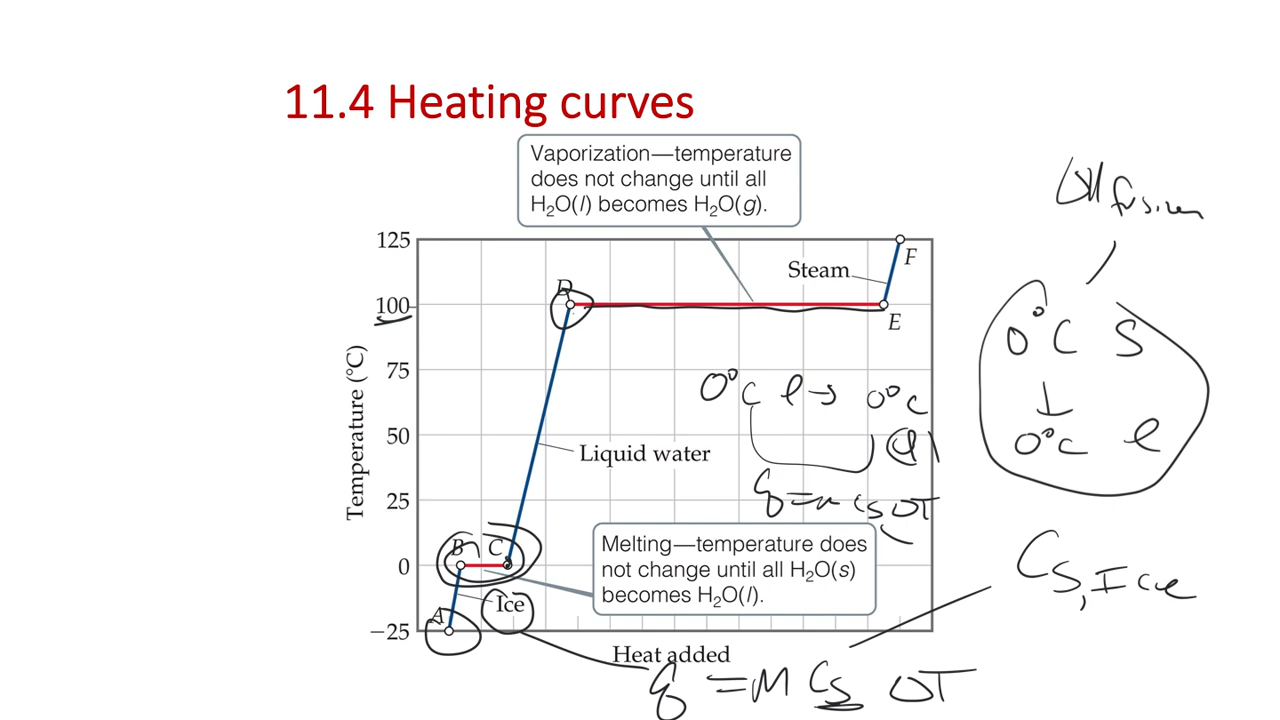 11.4 Heating curves
Vaporization—temperature
does not change until all
H₂O(l) becomes H₂O(g).
ΔH fusion
125
F
Steam
D
100
E
0°C S
↓
0°C l
75
0°C l → 0°C
(l)
50
Liquid water
q = m Cs ΔT
25
Temperature (°C)
Melting—temperature does
not change until all H₂O(s)
becomes H₂O(l).
B C
0
Cs, Ice
Ice
A
−25
Heat added
q = M Cs ΔT